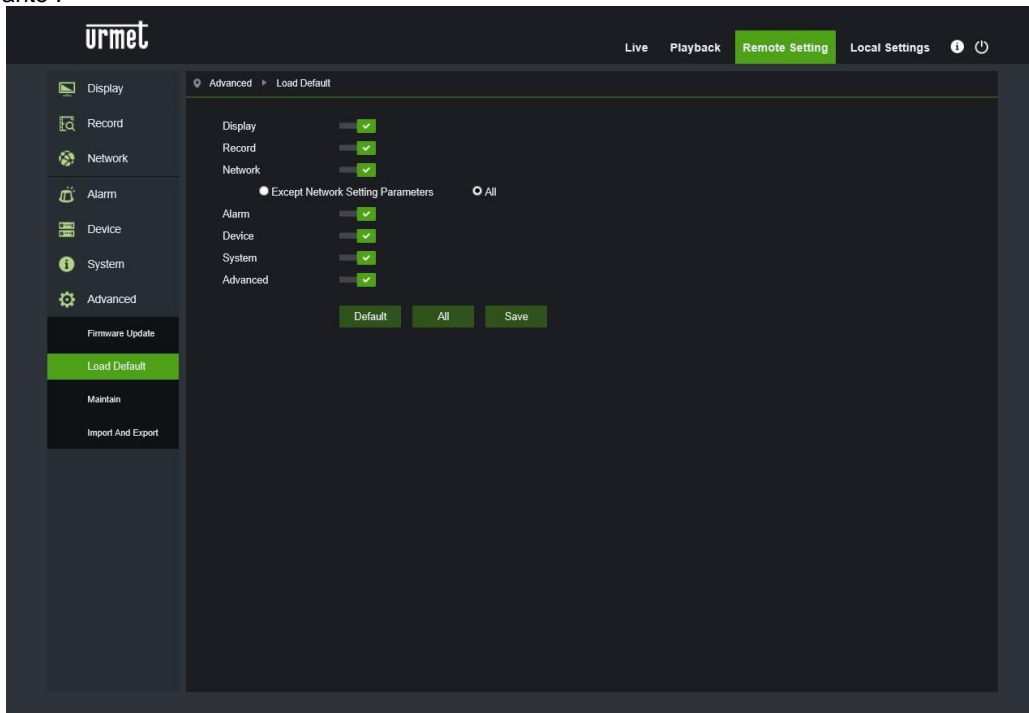 urmet
Live Playback Remote Setting Local Settings
Display
Record
Network
Alarm
Device
System
Advanced
Firmware Update
Load Default
Maintain
Import And Export
Advanced Load Default
Display
Record
Network
Except Network Setting Parameters All
Alarm
Device
System
Advanced
Default All Save